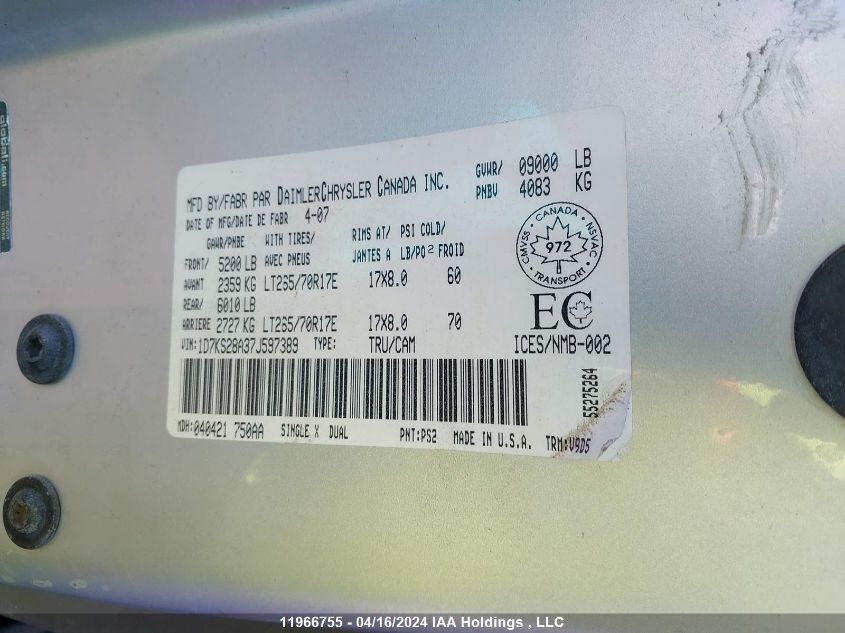 MFD BY/FABR PAR DAIMLERCHRYSLER CANADA INC.
GVWR/ 09000 LB
PNBV 4083 KG
DATE OF MFG/DATE DE FABR 4-07
GAWR/PNBE WITH TIRES/ RIMS AT/ PSI COLD/
FRONT/ 5200 LB AVEC PNEUS JANTES A LB/PO2 FROID
AVANT 2359 KG LT265/70R17E 17X8.0 60
REAR/ 6010 LB
ARRIERE 2727 KG LT265/70R17E 17X8.0 70
VIN:1D7KS28A37J597389 TYPE: TRU/CAM
CANADA
CMVSS NSVAC
972
TRANSPORT
EC
ICES/NMB-002
55275264
MDH:040421 750AA SINGLE X DUAL PNT:PS2 MADE IN U.S.A. TRM:V9D5
11966755 - 04/16/2024 IAA Holdings , LLC